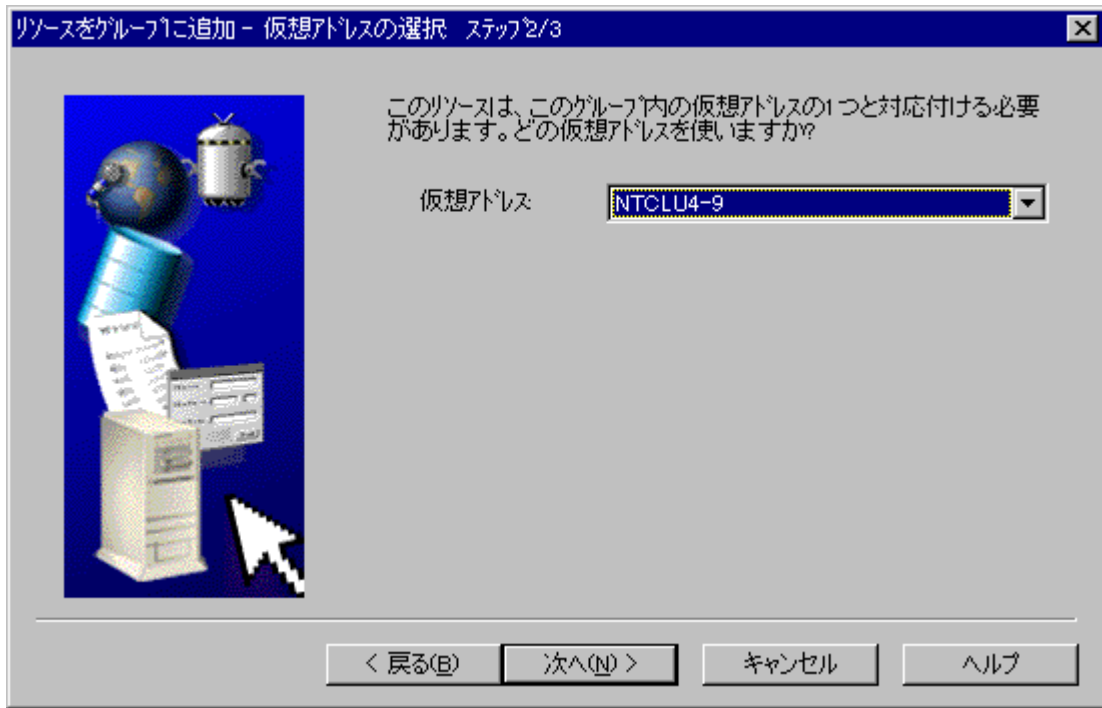 リソースをグループに追加 - 仮想アドレスの選択 ステップ2/3
このリソースは、このグループ内の仮想アドレスの1つと対応付ける必要
があります。どの仮想アドレスを使いますか?
仮想アドレス:
NTCLU4-9
< 戻る(B)
次へ(N) >
キャンセル
ヘルプ